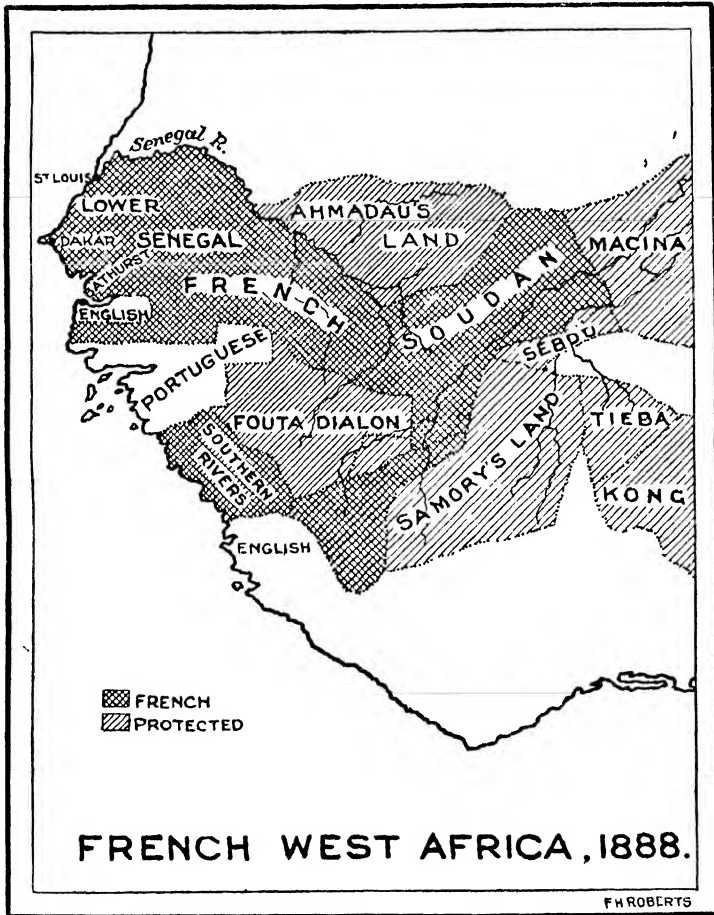 Senegal R.
ST LOUIS
LOWER
AHMADAU'S
DAKAR
SENEGAL
LAND
MACINA
BATHURST
FRENCH
SOUDAN
ENGLISH
SEBDU
PORTUGUESE
FOUTA DIALON
TIEBA
SOUTHERN
RIVERS
SAMORY'S LAND
KONG
ENGLISH
FRENCH
PROTECTED
FRENCH WEST AFRICA, 1888.
F H ROBERTS